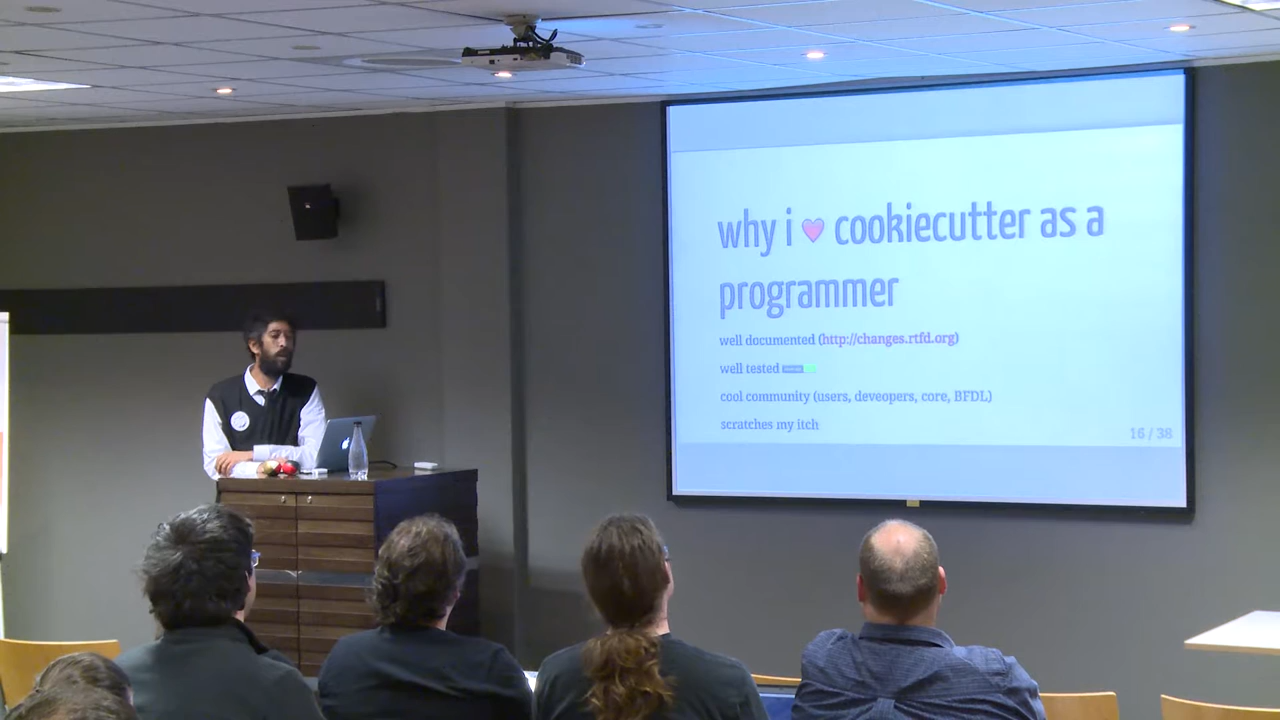 why i ❤ cookiecutter as a
programmer
well documented (http://changes.rtfd.org)
well tested
cool community (users, deveopers, core, BFDL)
scratches my itch
16 / 38